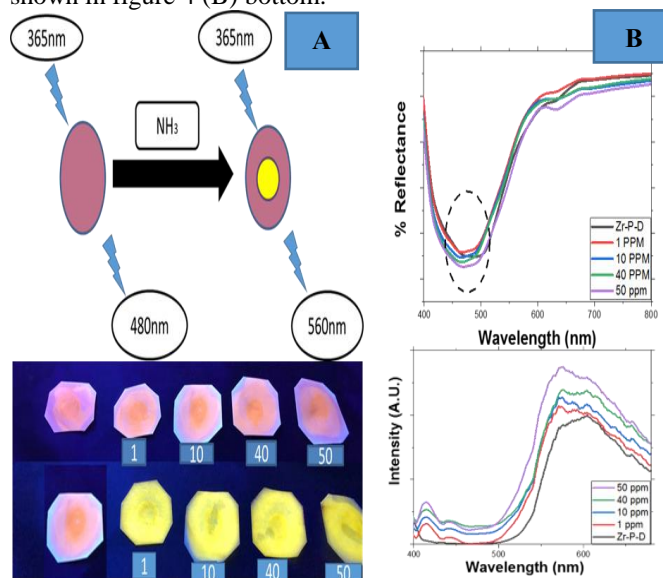 shown in figure 4 (B) bottom.
365nm
365nm
A
NH₃
480nm
560nm
1
10
40
50
1
10
40
50
B
% Reflectance
Zr-P-D
1 PPM
10 PPM
40 PPM
50 ppm
400 500 600 700 800
Wavelength (nm)
Intensity (A.U.)
50 ppm
40 ppm
10 ppm
1 ppm
Zr-P-D
400 500 600
Wavelength (nm)